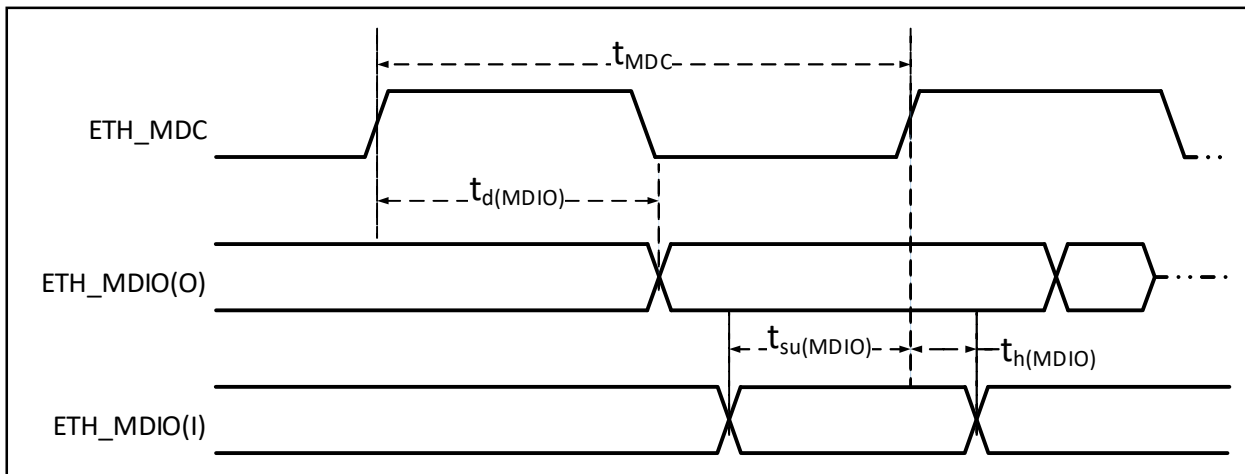 tMDC
ETH_MDC
td(MDIO)
ETH_MDIO(O)
tsu(MDIO)
th(MDIO)
ETH_MDIO(I)